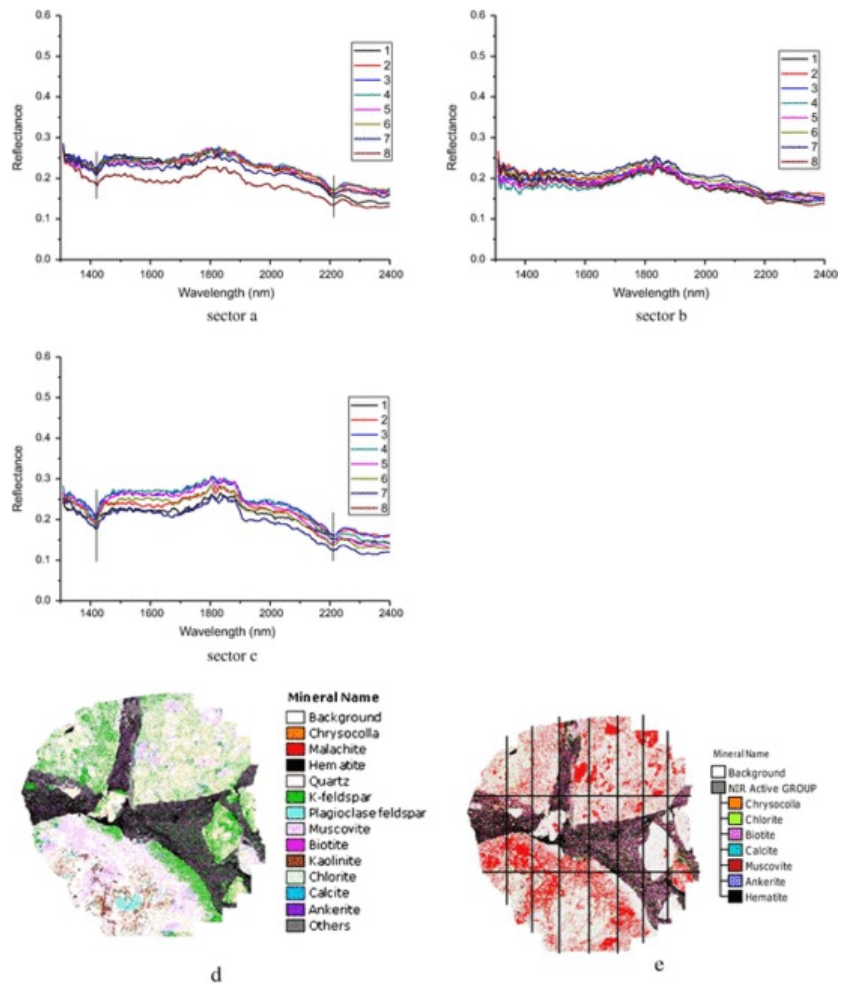 0.6
0.5
0.4
0.3
0.2
0.1
0.0
Reflectance
1
2
3
4
5
6
7
8
1400 1600 1800 2000 2200 2400
Wavelength (nm)
sector a
0.6
0.5
0.4
0.3
0.2
0.1
0.0
Reflectance
1
2
3
4
5
6
7
8
1400 1600 1800 2000 2200 2400
Wavelength (nm)
sector b
0.6
0.5
0.4
0.3
0.2
0.1
0.0
Reflectance
1
2
3
4
5
6
7
8
1400 1600 1800 2000 2200 2400
Wavelength (nm)
sector c
Mineral Name
Background
Chrysocolla
Malachite
Hematite
Quartz
K-feldspar
Plagioclase feldspar
Muscovite
Biotite
Kaolinite
Chlorite
Calcite
Ankerite
Others
d
Mineral Name
Background
NIR Active GROUP
Chrysocolla
Chlorite
Biotite
Calcite
Muscovite
Ankerite
Hematite
e